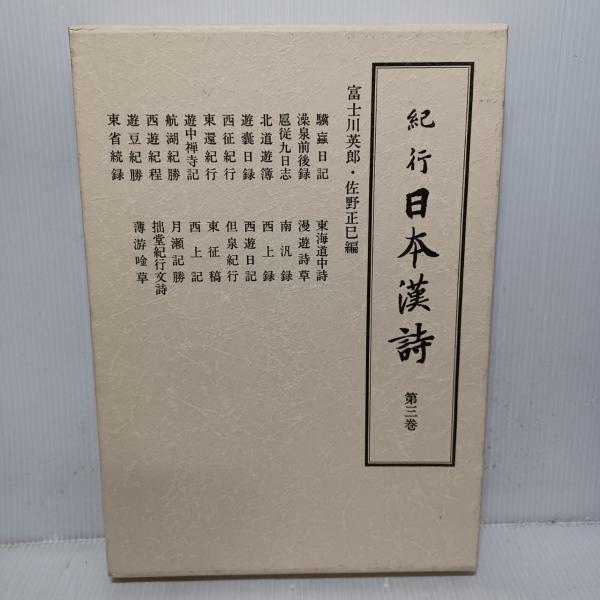 紀行日本漢詩 第三巻
富士川英郎・佐野正巳編
驥蝨日記 東海道中詩
澡泉前後録 漫遊詩草
扈従九日志 南汎録
北道遊簿 西上録
遊囊日録 西遊日記
西征紀行 但泉紀行
東還紀行 東征稿
遊中禅寺記 西上記
航湖紀勝 月瀬記勝
西遊紀程 拙堂紀行文詩
遊豆紀勝 薄游唫草
東省続録